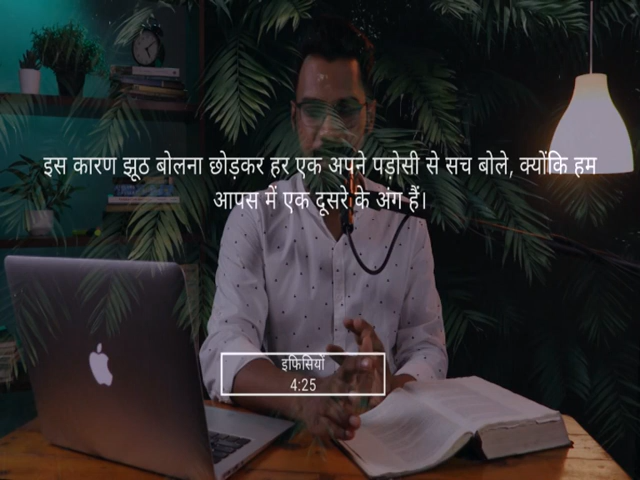 इस कारण झूठ बोलना छोड़कर हर एक अपने पड़ोसी से सच बोले, क्योंकि हम
आपस में एक दूसरे के अंग हैं।
इफिसियों
4:25